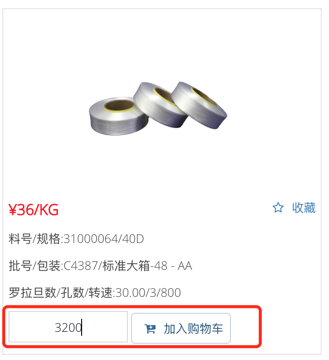 ¥36/KG
收藏
料号/规格:31000064/40D
批号/包装:C4387/标准大箱-48 - AA
罗拉旦数/孔数/转速:30.00/3/800
3200
加入购物车